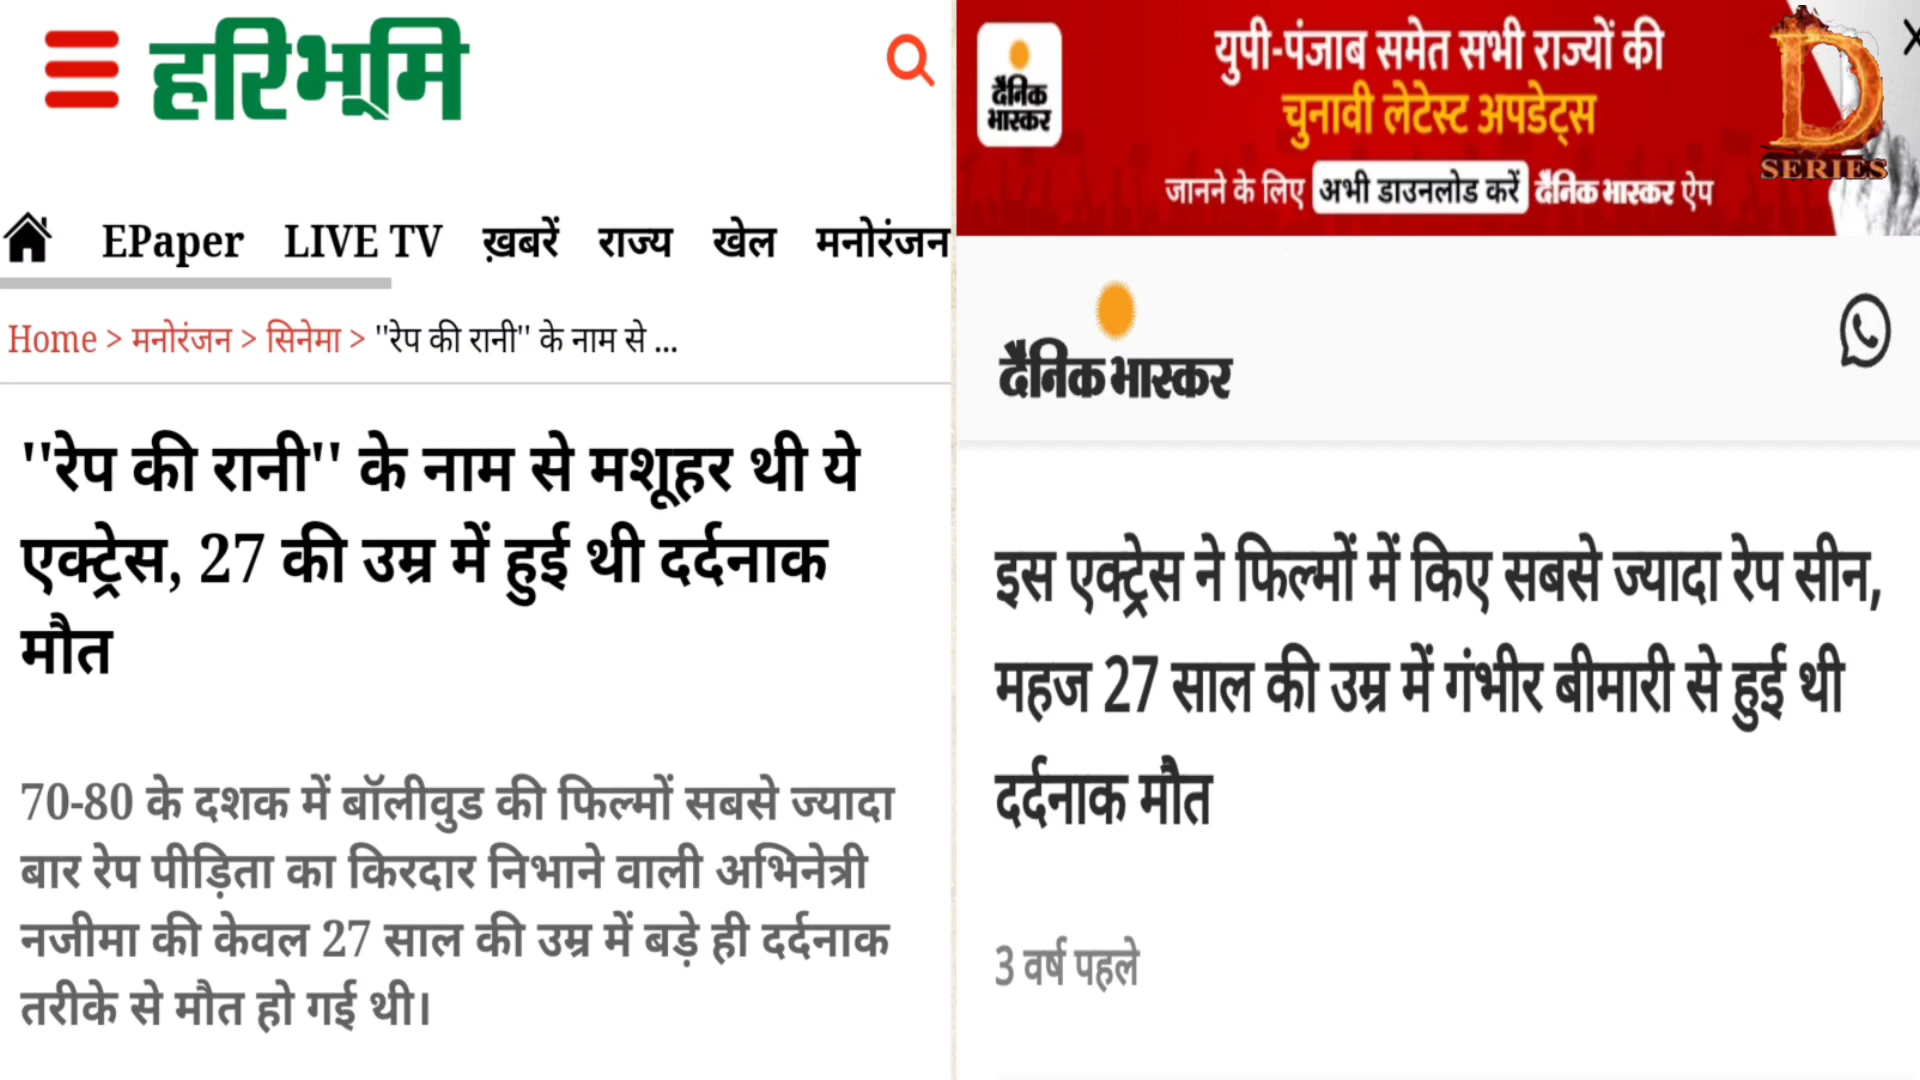 हरिभूमि
EPaper LIVE TV ख़बरें राज्य खेल मनोरंजन
Home > मनोरंजन > सिनेमा > "रेप की रानी" के नाम से ...
"रेप की रानी" के नाम से मशूहर थी ये
एक्ट्रेस, 27 की उम्र में हुई थी दर्दनाक
मौत
70-80 के दशक में बॉलीवुड की फिल्मों सबसे ज्यादा
बार रेप पीड़िता का किरदार निभाने वाली अभिनेत्री
नजीमा की केवल 27 साल की उम्र में बड़े ही दर्दनाक
तरीके से मौत हो गई थी।
दैनिक
भास्कर
युपी-पंजाब समेत सभी राज्यों की
चुनावी लेटेस्ट अपडेट्स
जानने के लिए अभी डाउनलोड करें दैनिक भास्कर ऐप
D
SERIES
दैनिक भास्कर
इस एक्ट्रेस ने फिल्मों में किए सबसे ज्यादा रेप सीन,
महज 27 साल की उम्र में गंभीर बीमारी से हुई थी
दर्दनाक मौत
3 वर्ष पहले